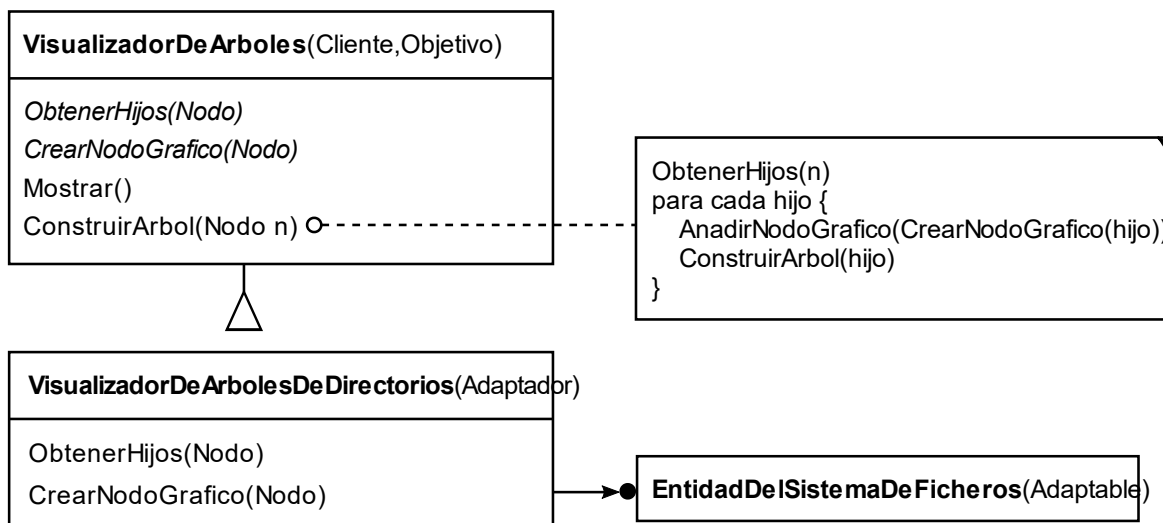 VisualizadorDeArboles(Cliente,Objetivo)
ObtenerHijos(Nodo)
CrearNodoGrafico(Nodo)
Mostrar()
ConstruirArbol(Nodo n)
ObtenerHijos(n)
para cada hijo {
AnadirNodoGrafico(CrearNodoGrafico(hijo))
ConstruirArbol(hijo)
}
VisualizadorDeArbolesDeDirectorios(Adaptador)
ObtenerHijos(Nodo)
CrearNodoGrafico(Nodo)
EntidadDelSistemaDeFicheros(Adaptable)